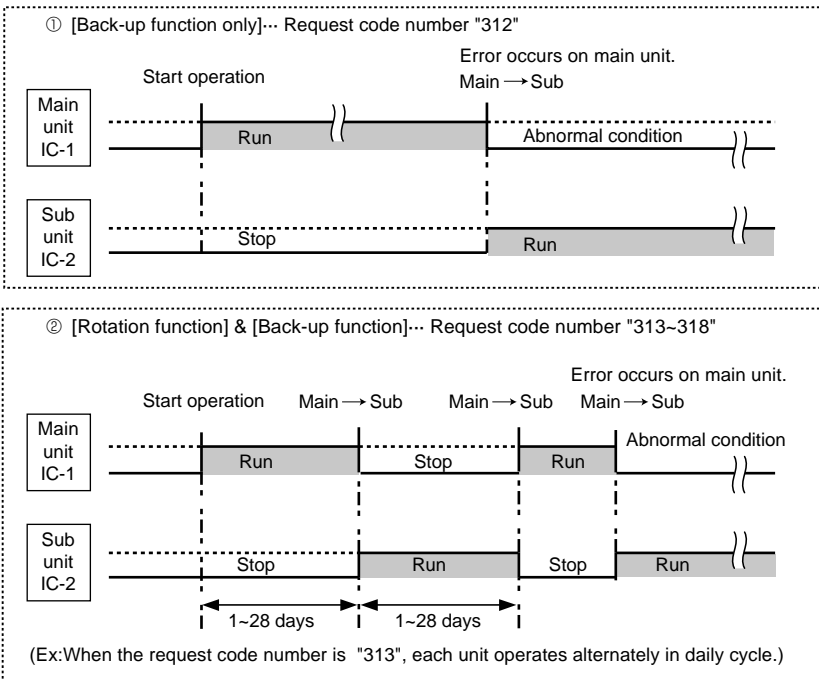 ① [Back-up function only]··· Request code number "312"
Error occurs on main unit.
Start operation
Main → Sub
Main
unit
IC-1
Run
Abnormal condition
Sub
unit
IC-2
Stop
Run
② [Rotation function] & [Back-up function]··· Request code number "313~318"
Error occurs on main unit.
Start operation
Main → Sub
Main → Sub
Main → Sub
Main
unit
IC-1
Run
Stop
Run
Abnormal condition
Sub
unit
IC-2
Stop
Run
Stop
Run
1~28 days
1~28 days
(Ex:When the request code number is "313", each unit operates alternately in daily cycle.)